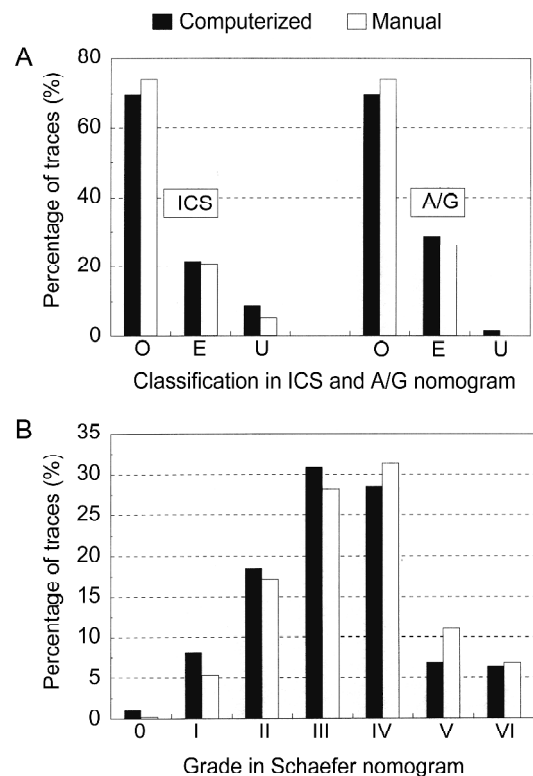 Computerized Manual
A
Percentage of traces (%)
80
60
40
20
0
ICS
A/G
O E U O E U
Classification in ICS and A/G nomogram
B
Percentage of traces (%)
35
30
25
20
15
10
5
0
0 I II III IV V VI
Grade in Schaefer nomogram